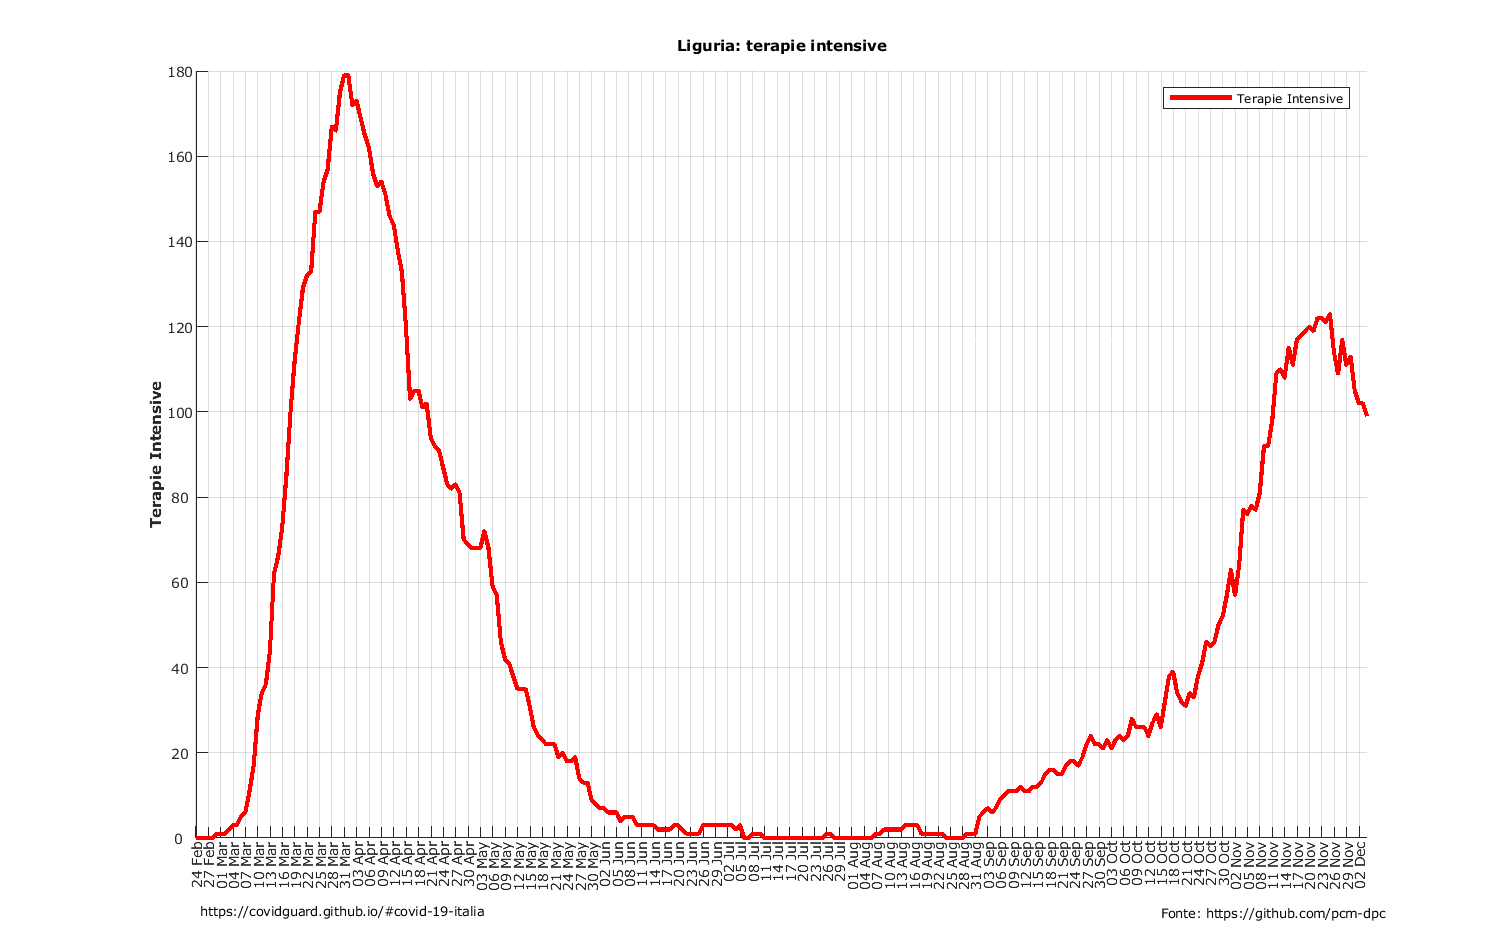 Liguria: terapie intensive
Terapie Intensive
Terapie Intensive
180
160
140
120
100
80
60
40
20
0
24 Feb
27 Feb
01 Mar
04 Mar
07 Mar
10 Mar
13 Mar
16 Mar
19 Mar
22 Mar
25 Mar
28 Mar
31 Mar
03 Apr
06 Apr
09 Apr
12 Apr
15 Apr
18 Apr
21 Apr
24 Apr
27 Apr
30 Apr
03 May
06 May
09 May
12 May
15 May
18 May
21 May
24 May
27 May
30 May
02 Jun
05 Jun
08 Jun
11 Jun
14 Jun
17 Jun
20 Jun
23 Jun
26 Jun
29 Jun
02 Jul
05 Jul
08 Jul
11 Jul
14 Jul
17 Jul
20 Jul
23 Jul
26 Jul
29 Jul
01 Aug
04 Aug
07 Aug
10 Aug
13 Aug
16 Aug
19 Aug
22 Aug
25 Aug
28 Aug
31 Aug
03 Sep
06 Sep
09 Sep
12 Sep
15 Sep
18 Sep
21 Sep
24 Sep
27 Sep
30 Sep
03 Oct
06 Oct
09 Oct
12 Oct
15 Oct
18 Oct
21 Oct
24 Oct
27 Oct
30 Oct
02 Nov
05 Nov
08 Nov
11 Nov
14 Nov
17 Nov
20 Nov
23 Nov
26 Nov
29 Nov
02 Dec
https://covidguard.github.io/#covid-19-italia
Fonte: https://github.com/pcm-dpc